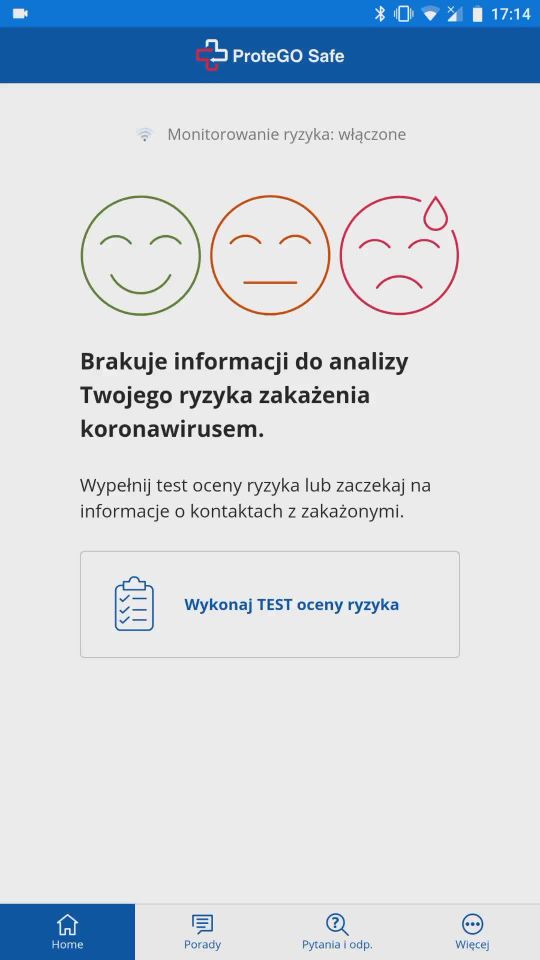 17:14
ProteGO Safe
Monitorowanie ryzyka: włączone
Brakuje informacji do analizy
Twojego ryzyka zakażenia
koronawirusem.
Wypełnij test oceny ryzyka lub zaczekaj na
informacje o kontaktach z zakażonymi.
Wykonaj TEST oceny ryzyka
Home
Porady
Pytania i odp.
Więcej